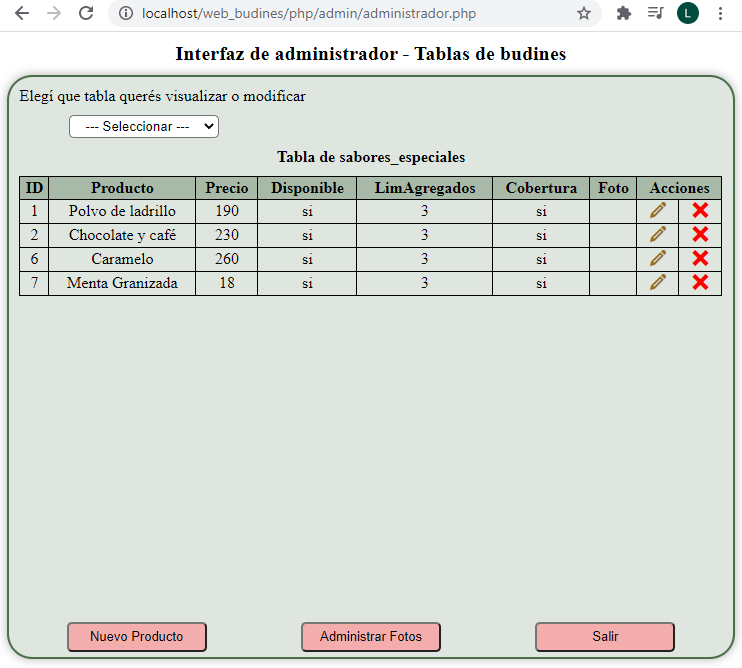 localhost/web_budines/php/admin/administrador.php
L
Interfaz de administrador - Tablas de budines
Elegí que tabla querés visualizar o modificar
--- Seleccionar ---
Tabla de sabores_especiales
ID Producto Precio Disponible LimAgregados Cobertura Foto Acciones
1 Polvo de ladrillo 190 si 3 si
2 Chocolate y café 230 si 3 si
6 Caramelo 260 si 3 si
7 Menta Granizada 18 si 3 si
Nuevo Producto Administrar Fotos Salir